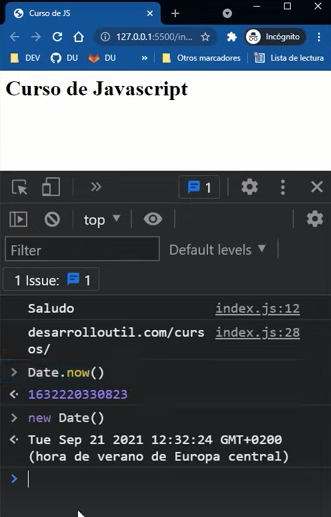 Curso de JS
127.0.0.1:5500/in...
Incógnito
DEV
DU
DU
»
Otros marcadores
Lista de lectura
Curso de Javascript
»
1
top
Filter
Default levels
1 Issue: 1
Saludo index.js:12
desarrolloutil.com/curs index.js:28
os/
Date.now()
1632220330823
new Date()
Tue Sep 21 2021 12:32:24 GMT+0200
(hora de verano de Europa central)